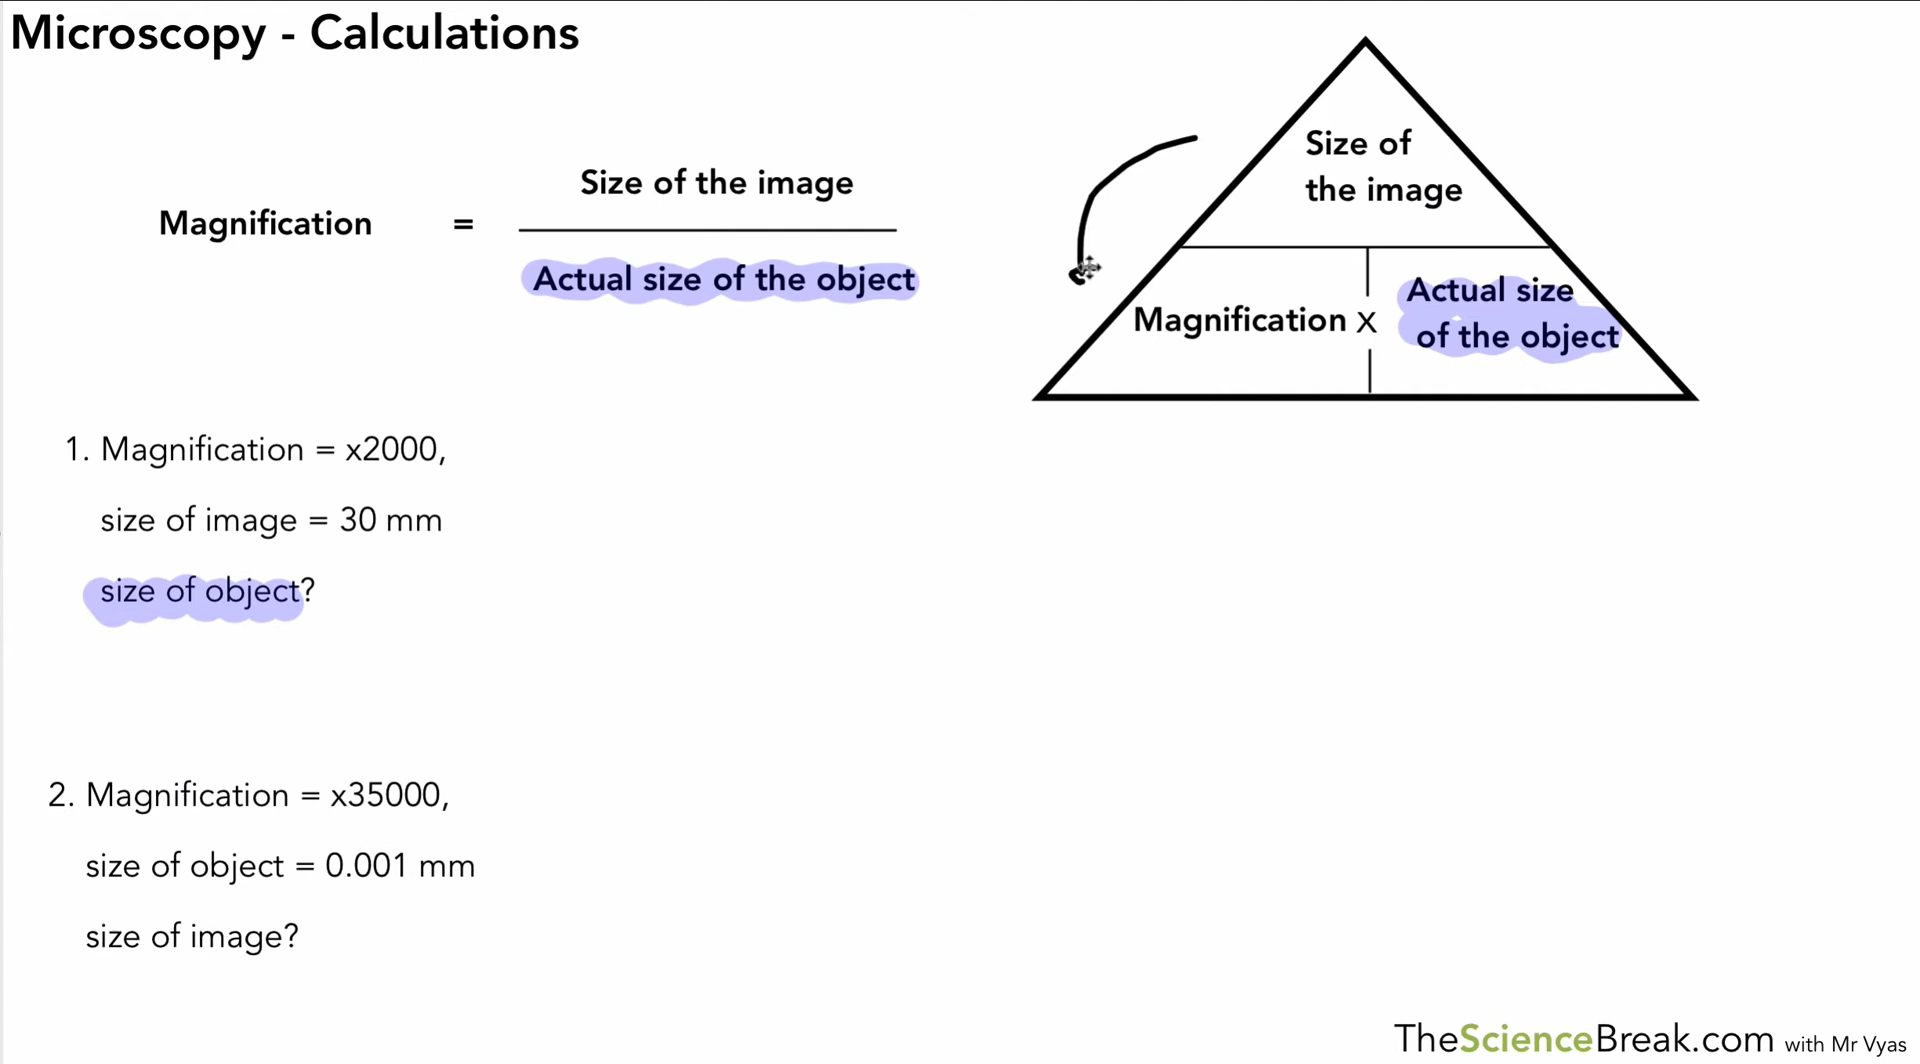 Microscopy - Calculations
Magnification = Size of the image
Actual size of the object
Size of
the image
Magnification x Actual size
of the object
1. Magnification = x2000,
size of image = 30 mm
size of object?
2. Magnification = x35000,
size of object = 0.001 mm
size of image?
TheScienceBreak.com with Mr Vyas